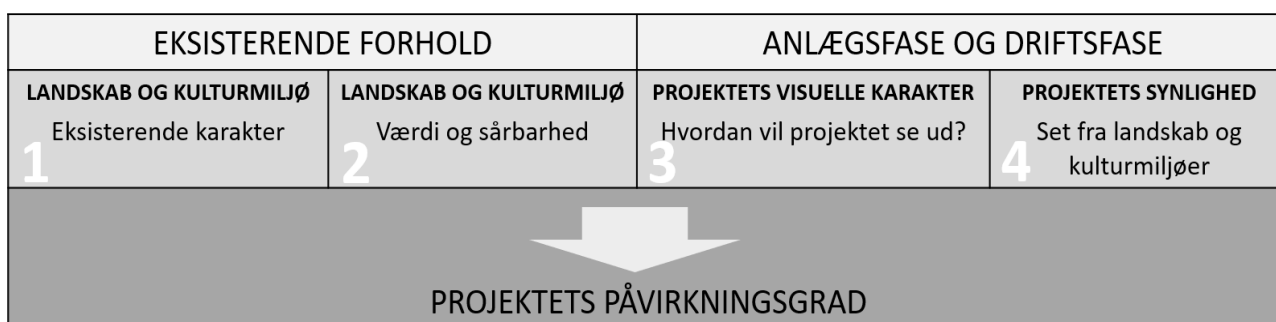 EKSISTERENDE FORHOLD
ANLÆGSFASE OG DRIFTSFASE
LANDSKAB OG KULTURMILJØ
Eksisterende karakter
1
LANDSKAB OG KULTURMILJØ
Værdi og sårbarhed
2
PROJEKTETS VISUELLE KARAKTER
Hvordan vil projektet se ud?
3
PROJEKTETS SYNLIGHED
Set fra landskab og
kulturmiljøer
4
PROJEKTETS PÅVIRKNINGSGRAD